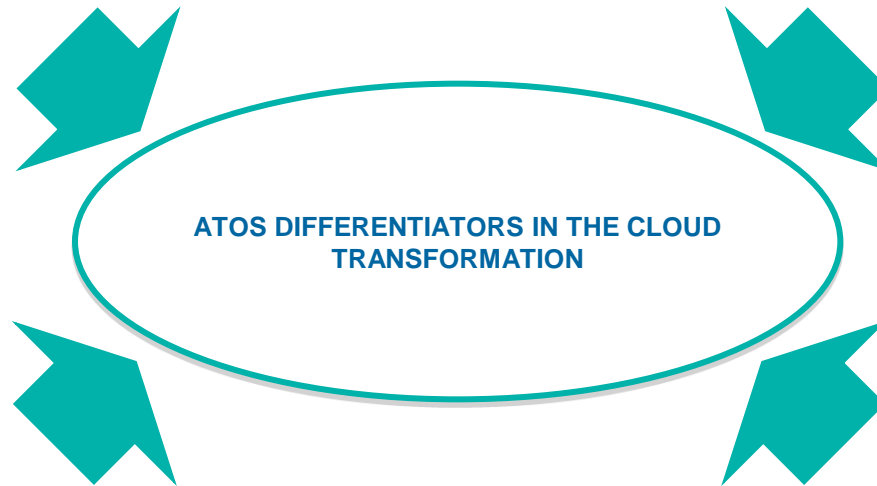 ATOS DIFFERENTIATORS IN THE CLOUD
TRANSFORMATION